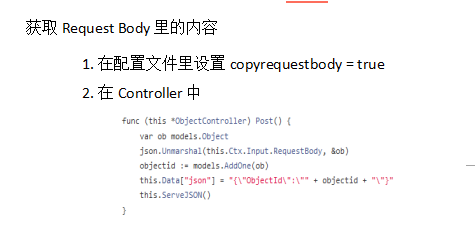 获取 Request Body 里的内容
1. 在配置文件里设置 copyrequestbody = true
2. 在 Controller 中
func (this *ObjectController) Post() {
    var ob models.Object
    json.Unmarshal(this.Ctx.Input.RequestBody, &ob)
    objectid := models.AddOne(ob)
    this.Data["json"] = "{\"ObjectId\":\"" + objectid + "\"}"
    this.ServeJSON()
}